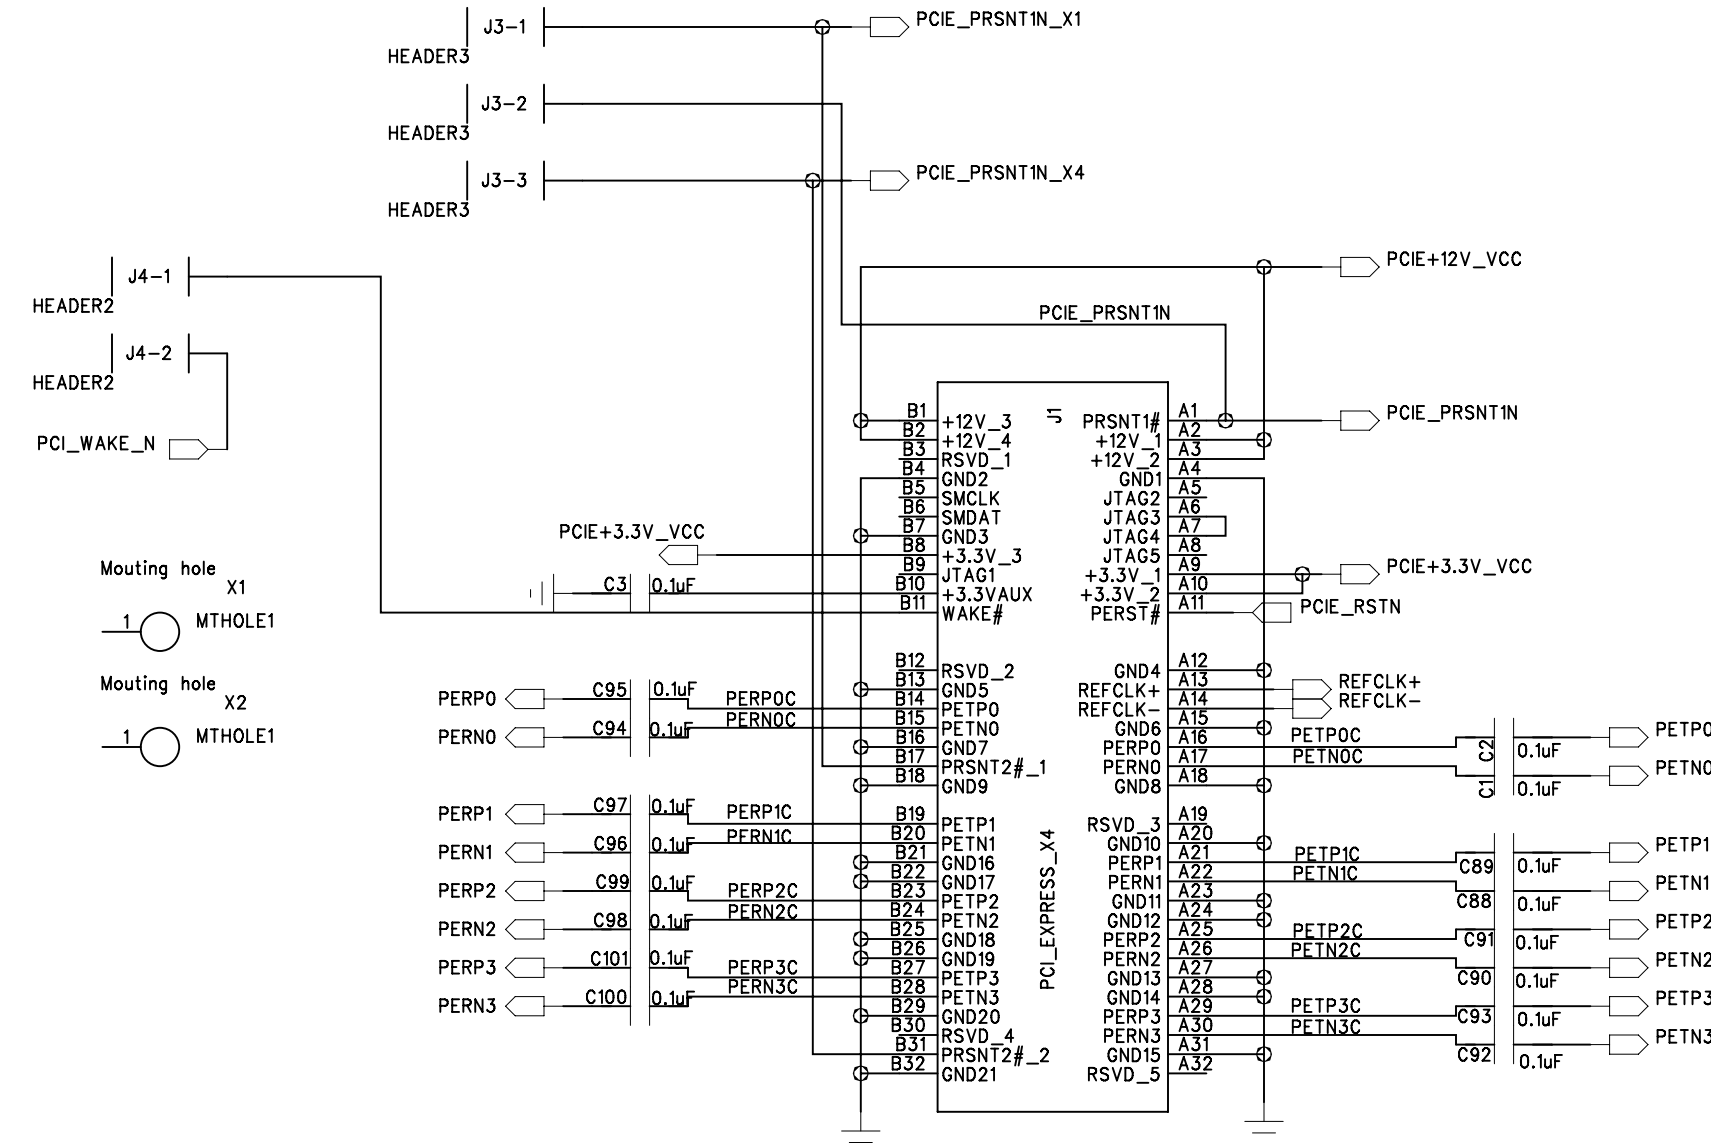 J3-1
PCIE_PRSNT1N_X1
HEADER3
J3-2
HEADER3
J3-3
PCIE_PRSNT1N_X4
HEADER3
PCIE+12V_VCC
J4-1
HEADER2
PCIE_PRSNT1N
J4-2
HEADER2
PCI_WAKE_N
J1
PCIE_PRSNT1N
B1 +12V_3 PRSNT1# A1
B2 +12V_4 +12V_1 A2
B3 RSVD_1 +12V_2 A3
B4 GND2 GND1 A4
B5 SMCLK JTAG2 A5
B6 SMDAT JTAG3 A6
B7 GND3 JTAG4 A7
PCIE+3.3V_VCC
B8 +3.3V_3 JTAG5 A8
B9 JTAG1 +3.3V_1 A9 PCIE+3.3V_VCC
C3 0.1uF B10 +3.3VAUX +3.3V_2 A10
B11 WAKE# PERST# A11 PCIE_RSTN
Mouting hole
X1
1 MTHOLE1
Mouting hole
X2
1 MTHOLE1
B12 RSVD_2 GND4 A12
B13 GND5 REFCLK+ A13 REFCLK+
PERP0 C95 0.1uF PERP0C B14 PETP0 REFCLK- A14 REFCLK-
PERN0 C94 0.1uF PERN0C B15 PETN0 GND6 A15
B16 GND7 PERP0 A16 PETP0C C2 0.1uF PETP0
B17 PRSNT2#_1 PERN0 A17 PETN0C C1 0.1uF PETN0
B18 GND9 GND8 A18
PERP1 C97 0.1uF PERP1C B19 PETP1 RSVD_3 A19
PERN1 C96 0.1uF PERN1C B20 PETN1 GND10 A20
B21 GND16 PERP1 A21 PETP1C C89 0.1uF PETP1
B22 GND17 PERN1 A22 PETN1C C88 0.1uF PETN1
PERP2 C99 0.1uF PERP2C B23 PETP2 GND11 A23
PERN2 C98 0.1uF PERN2C B24 PETN2 GND12 A24
B25 GND18 PERP2 A25 PETP2C C91 0.1uF PETP2
B26 GND19 PERN2 A26 PETN2C C90 0.1uF PETN2
PERP3 C101 0.1uF PERP3C B27 PETP3 GND13 A27
PERN3 C100 0.1uF PERN3C B28 PETN3 GND14 A28
B29 GND20 PERP3 A29 PETP3C C93 0.1uF PETP3
B30 RSVD_4 PERN3 A30 PETN3C C92 0.1uF PETN3
B31 PRSNT2#_2 GND15 A31
B32 GND21 RSVD_5 A32
PCI_EXPRESS_X4